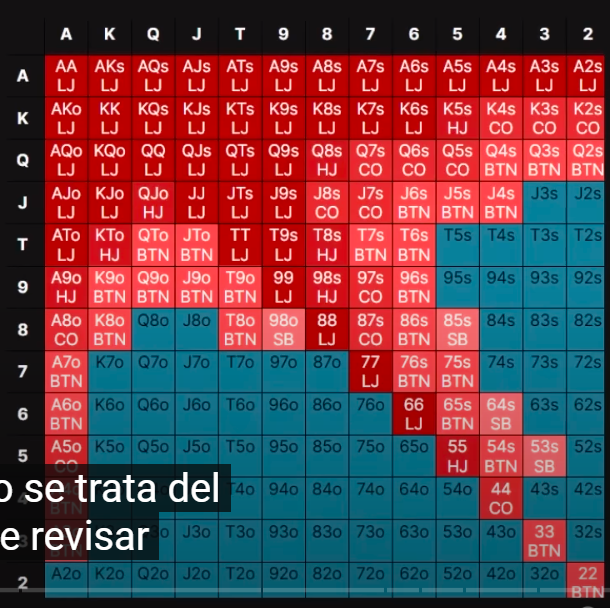 A K Q J T 9 8 7 6 5 4 3 2
A AA LJ AKs LJ AQs LJ AJs LJ ATs LJ A9s LJ A8s LJ A7s LJ A6s LJ A5s LJ A4s LJ A3s LJ A2s LJ
K AKo LJ KK LJ KQs LJ KJs LJ KTs LJ K9s LJ K8s LJ K7s LJ K6s LJ K5s HJ K4s CO K3s CO K2s CO
Q AQo LJ KQo LJ QQ LJ QJs LJ QTs LJ Q9s LJ Q8s HJ Q7s CO Q6s CO Q5s CO Q4s BTN Q3s BTN Q2s BTN
J AJo LJ KJo LJ QJo HJ JJ LJ JTs LJ J9s LJ J8s CO J7s CO J6s BTN J5s BTN J4s BTN J3s J2s
T ATo LJ KTo HJ QTo BTN JTo BTN TT LJ T9s LJ T8s HJ T7s BTN T6s BTN T5s T4s T3s T2s
9 A9o HJ K9o BTN Q9o BTN J9o BTN T9o BTN 99 LJ 98s HJ 97s CO 96s BTN 95s 94s 93s 92s
8 A8o CO K8o BTN Q8o J8o T8o BTN 98o SB 88 LJ 87s CO 86s BTN 85s SB 84s 83s 82s
7 A7o BTN K7o Q7o J7o T7o 97o 87o 77 LJ 76s BTN 75s BTN 74s 73s 72s
6 A6o BTN K6o Q6o J6o T6o 96o 86o 76o 66 LJ 65s BTN 64s SB 63s 62s
5 A5o CO K5o Q5o J5o T5o 95o 85o 75o 65o 55 HJ 54s BTN 53s SB 52s
T4o 94o 84o 74o 64o 54o 44 CO 43s 42s
o se trata del
J3o T3o 93o 83o 73o 63o 53o 43o 33 BTN 32s
e revisar
2 A2o K2o Q2o J2o T2o 92o 82o 72o 62o 52o 42o 32o 22 BTN